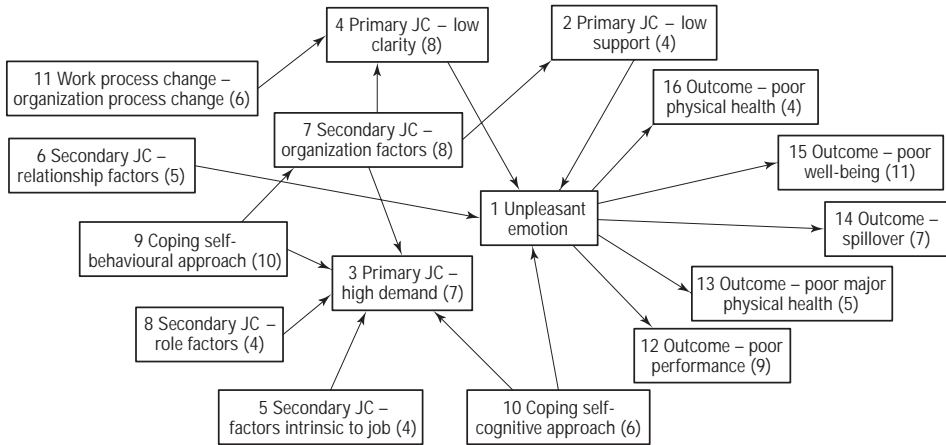 4 Primary JC – low
clarity (8)
2 Primary JC – low
support (4)
11 Work process change –
organization process change (6)
16 Outcome – poor
physical health (4)
7 Secondary JC –
organization factors (8)
6 Secondary JC –
relationship factors (5)
15 Outcome – poor
well-being (11)
1 Unpleasant
emotion
14 Outcome –
spillover (7)
9 Coping self-
behavioural approach (10)
3 Primary JC –
high demand (7)
13 Outcome – poor major
physical health (5)
8 Secondary JC –
role factors (4)
12 Outcome – poor
performance (9)
5 Secondary JC –
factors intrinsic to job (4)
10 Coping self-
cognitive approach (6)